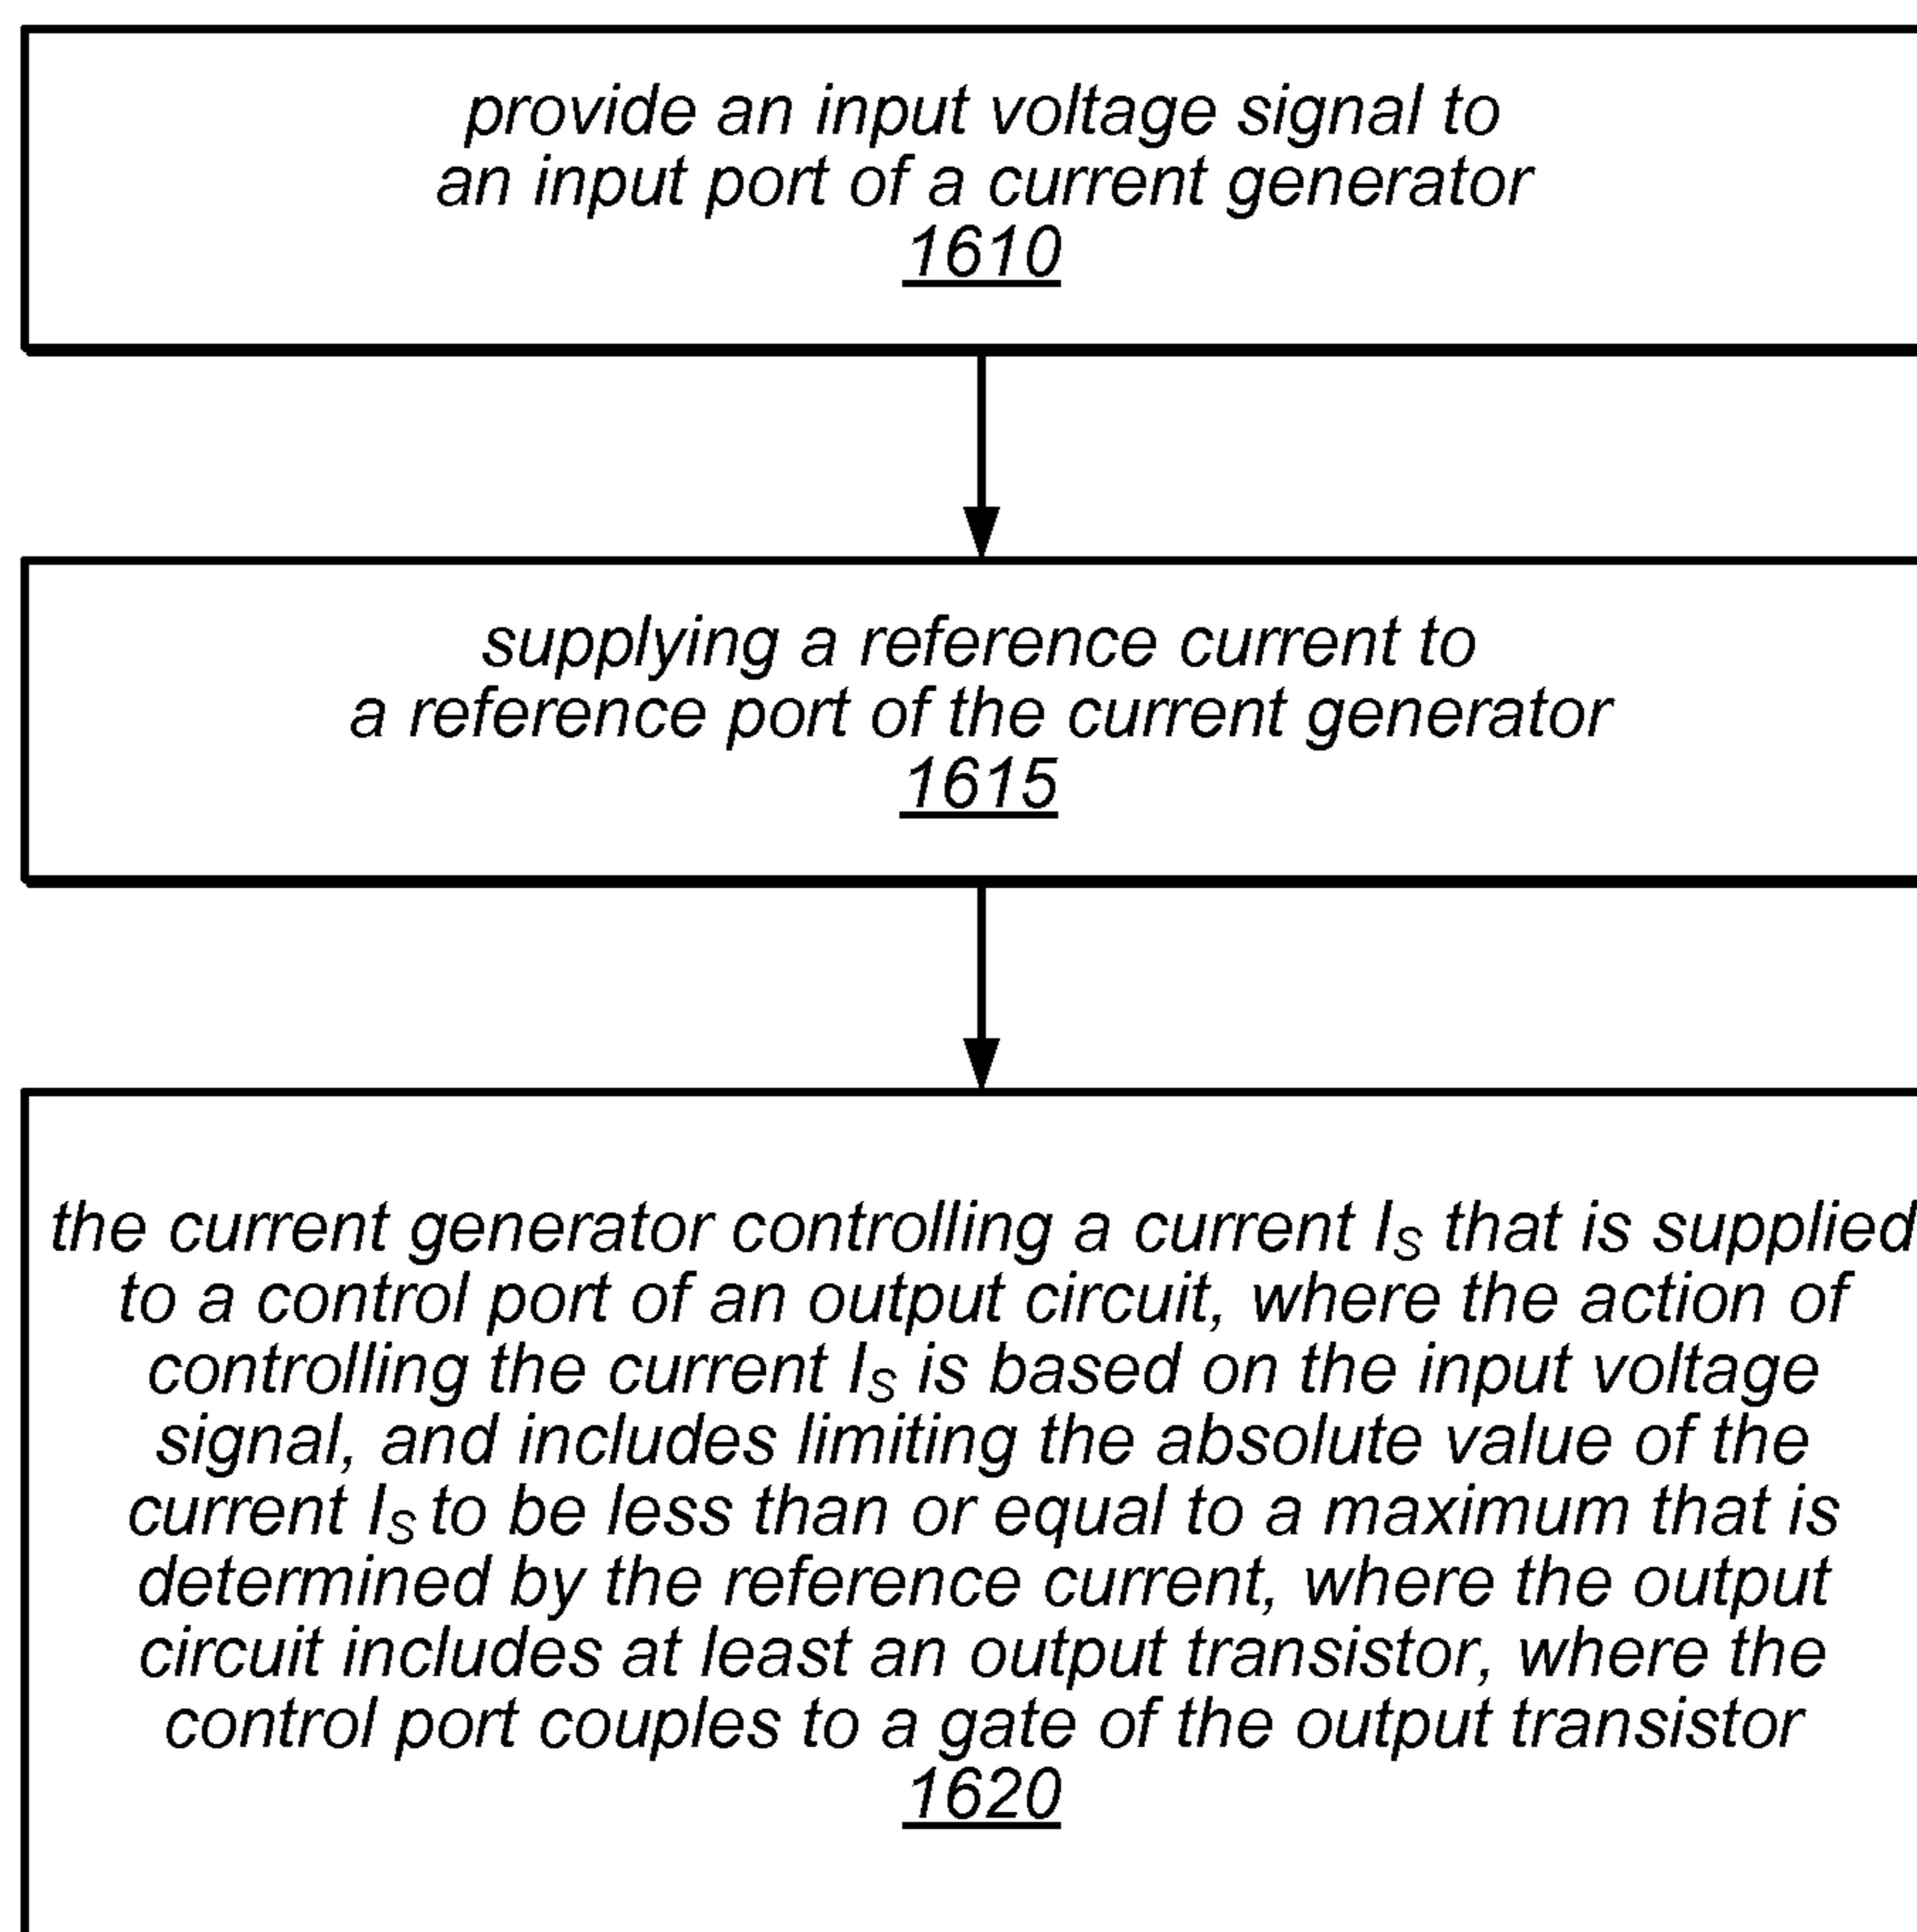 provide an input voltage signal to
an input port of a current generator
1610
supplying a reference current to
a reference port of the current generator
1615
the current generator controlling a current I_S that is supplied
to a control port of an output circuit, where the action of
controlling the current I_S is based on the input voltage
signal, and includes limiting the absolute value of the
current I_S to be less than or equal to a maximum that is
determined by the reference current, where the output
circuit includes at least an output transistor, where the
control port couples to a gate of the output transistor
1620